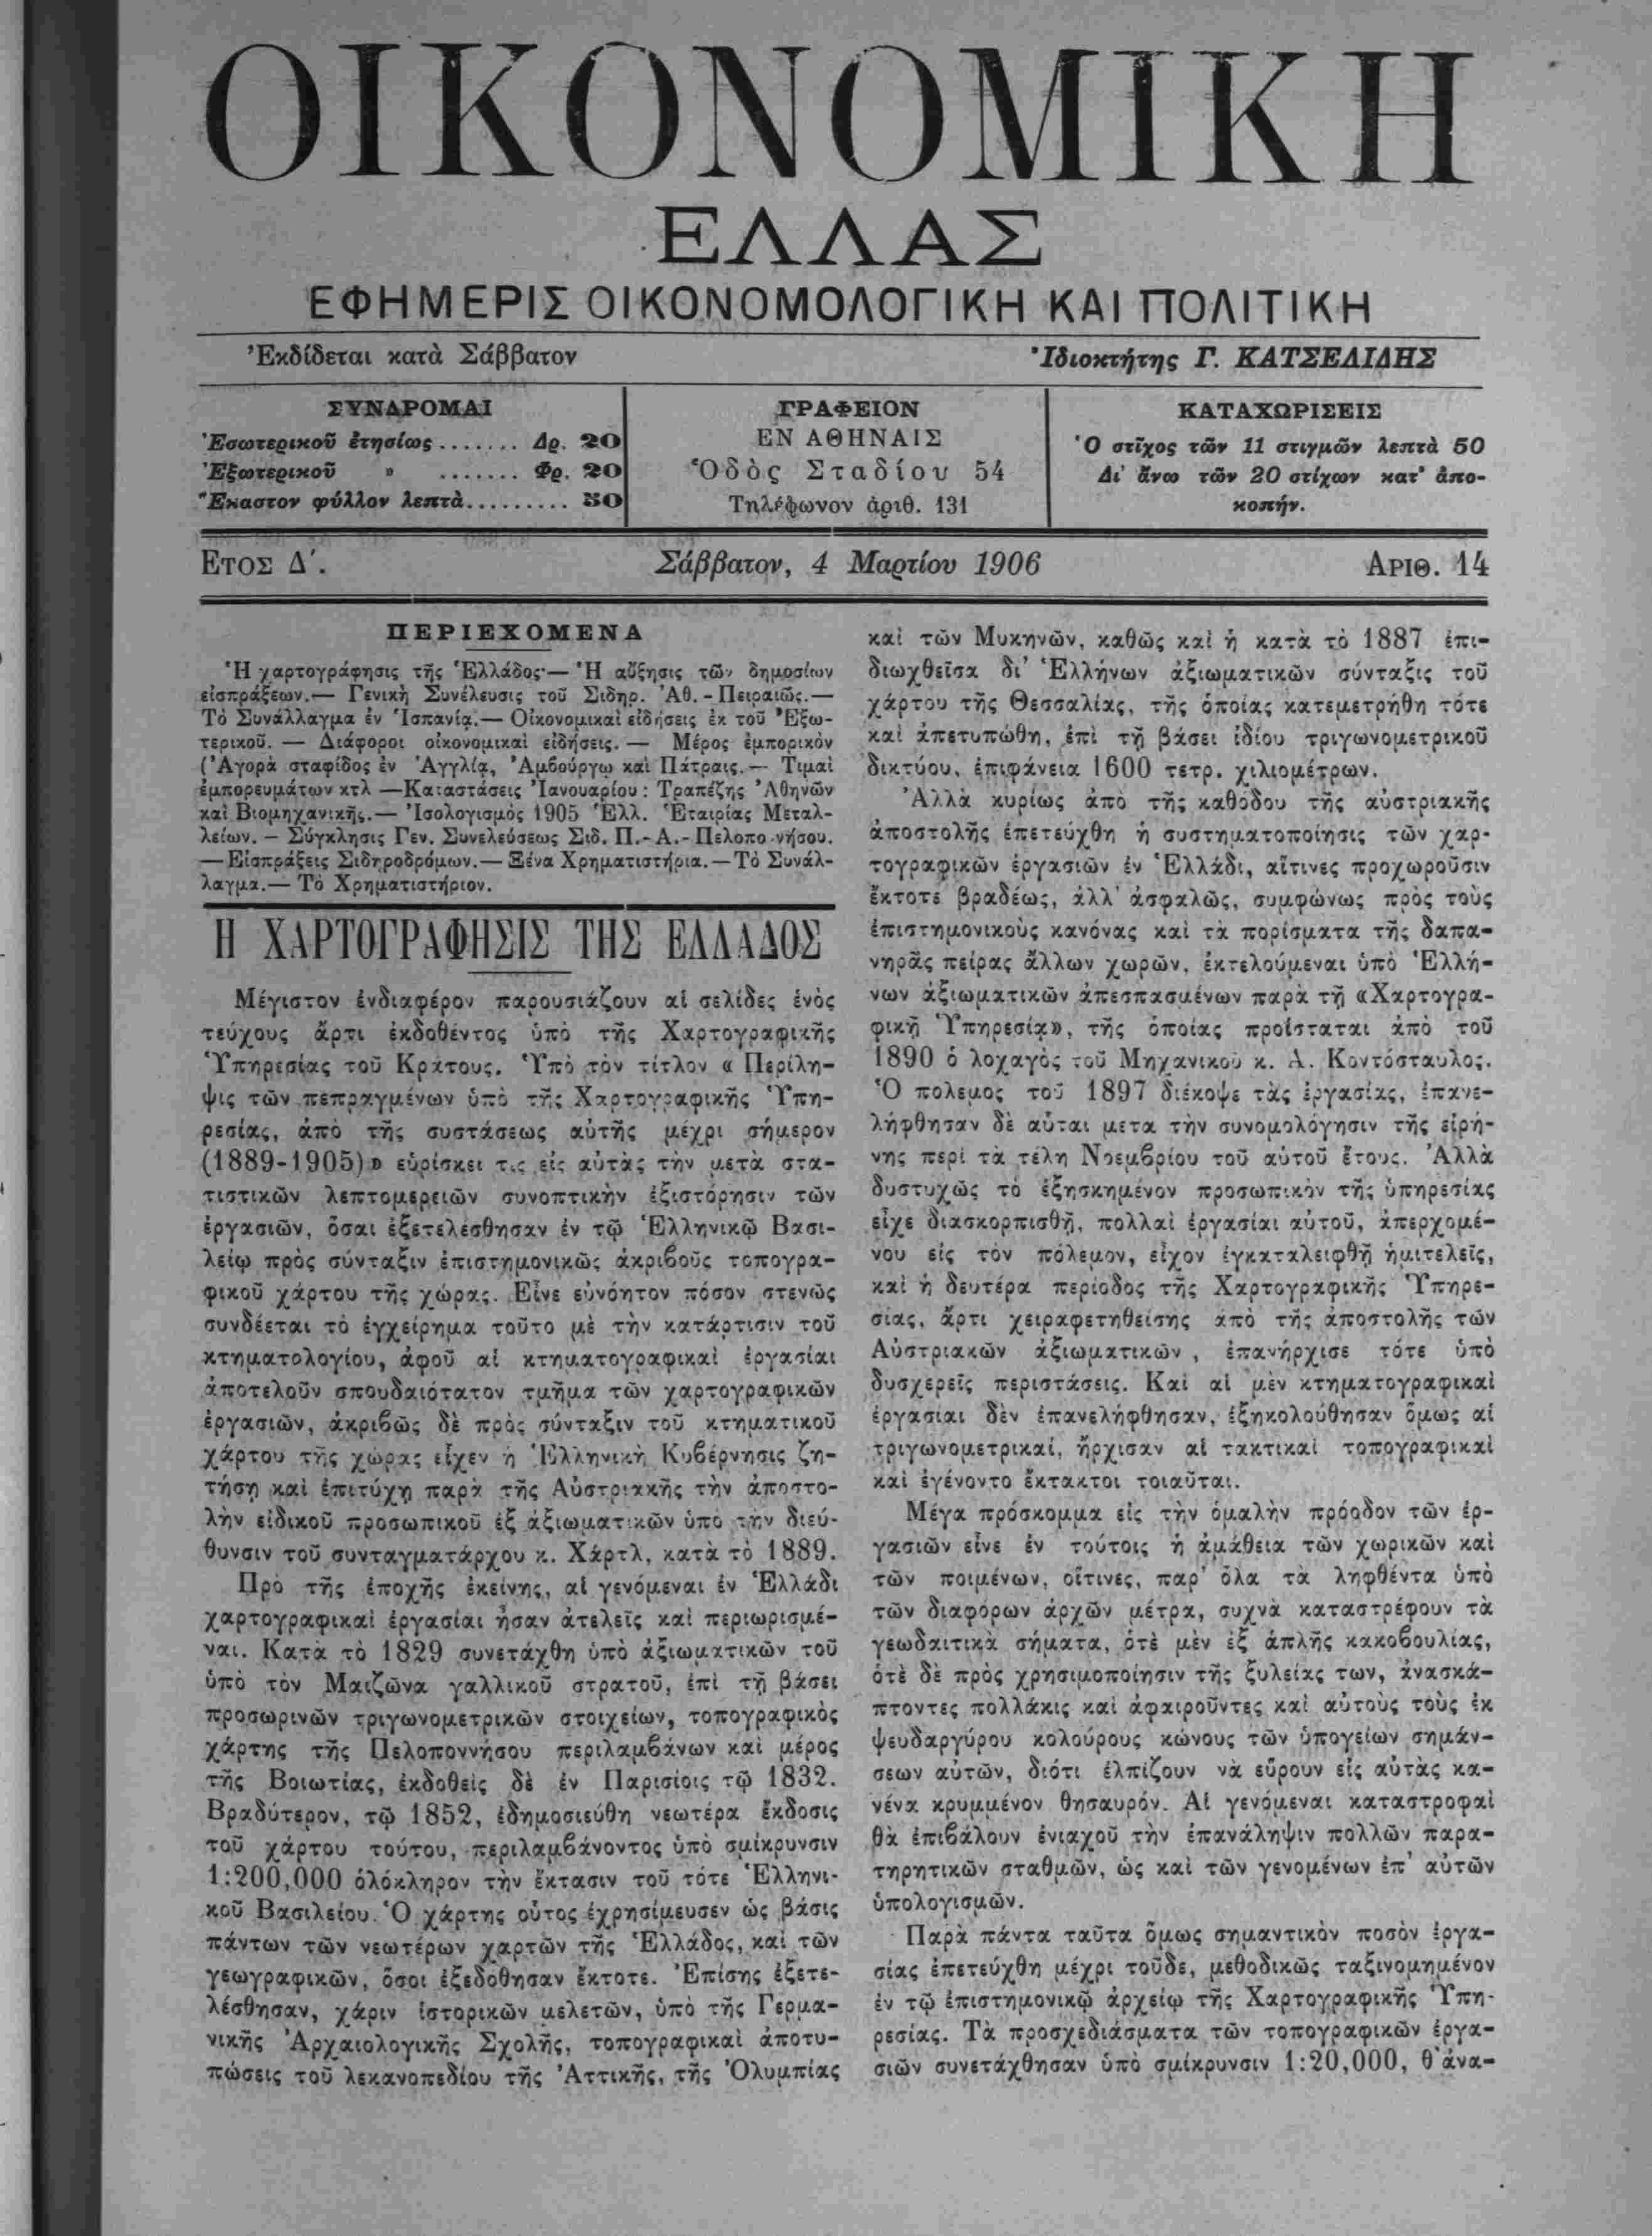 ΟΙΚΟΝΟΜΙΚΗ
ΕΛΛΑΣ
ΕΦΗΜΕΡΙΣ ΟΙΚΟΝΟΜΟΛΟΓΙΚΗ ΚΑΙ ΠΟΛΙΤΙΚΗ
Ἐκδίδεται κατὰ Σάββατον
Ἰδιοκτήτης Γ. ΚΑΤΣΕΛΙΔΗΣ
ΣΥΝΔΡΟΜΑΙ
Ἐσωτερικοῦ ἐτησίως ....... Δρ. 20
Ἐξωτερικοῦ » ....... Φρ. 20
Ἕκαστον φύλλον λεπτὰ......... 50
ΓΡΑΦΕΙΟΝ
ΕΝ ΑΘΗΝΑΙΣ
Ὁδὸς Σταδίου 54
Τηλέφωνον ἀριθ. 131
ΚΑΤΑΧΩΡΙΣΕΙΣ
Ὁ στῖχος τῶν 11 στιγμῶν λεπτὰ 50
Δι' ἄνω τῶν 20 στίχων κατ' ἀπο-
κοπήν.
ΕΤΟΣ Δ'.
Σάββατον, 4 Μαρτίου 1906
ΑΡΙΘ. 14
ΠΕΡΙΕΧΟΜΕΝΑ
Ἡ χαρτογράφησις τῆς Ἑλλάδος·— Ἡ αὔξησις τῶν δημοσίων
εἰσπράξεων.— Γενικὴ Συνέλευσις τοῦ Σιδηρ. Ἀθ.-Πειραιῶς.—
Τὸ Συνάλλαγμα ἐν Ἱσπανίᾳ.— Οἰκονομικαὶ εἰδήσεις ἐκ τοῦ Ἐξω-
τερικοῦ. — Διάφοροι οἰκονομικαὶ εἰδήσεις. — Μέρος ἐμπορικὸν
(Ἀγορὰ σταφίδος ἐν Ἀγγλίᾳ, Ἀμβούργῳ καὶ Πάτραις.— Τιμαὶ
ἐμπορευμάτων κτλ —Καταστάσεις Ἰανουαρίου: Τραπέζης Ἀθηνῶν
καὶ Βιομηχανικῆς.— Ἰσολογισμὸς 1905 Ἑλλ. Ἑταιρίας Μεταλ-
λείων. — Σύγκλησις Γεν. Συνελεύσεως Σιδ. Π.-Α.-Πελοποννήσου.
—Εἰσπράξεις Σιδηροδρόμων.— Ξένα Χρηματιστήρια.—Τὸ Συνάλ-
λαγμα.— Τὸ Χρηματιστήριον.
Η ΧΑΡΤΟΓΡΑΦΗΣΙΣ ΤΗΣ ΕΛΛΑΔΟΣ
Μέγιστον ἐνδιαφέρον παρουσιάζουν αἱ σελίδες ἑνὸς
τεύχους ἄρτι ἐκδοθέντος ὑπὸ τῆς Χαρτογραφικῆς
Ὑπηρεσίας τοῦ Κράτους. Ὑπὸ τὸν τίτλον « Περίλη-
ψις τῶν πεπραγμένων ὑπὸ τῆς Χαρτογραφικῆς Ὑπη-
ρεσίας, ἀπὸ τῆς συστάσεως αὐτῆς μέχρι σήμερον
(1889-1905)» εὑρίσκει τις εἰς αὐτὰς τὴν μετὰ στα-
τιστικῶν λεπτομερειῶν συνοπτικὴν ἐξιστόρησιν τῶν
ἐργασιῶν, ὅσαι ἐξετελέσθησαν ἐν τῷ Ἑλληνικῷ Βασι-
λείῳ πρὸς σύνταξιν ἐπιστημονικῶς ἀκριβοῦς τοπογρα-
φικοῦ χάρτου τῆς χώρας. Εἶνε εὐνόητον πόσον στενῶς
συνδέεται τὸ ἐγχείρημα τοῦτο μὲ τὴν κατάρτισιν τοῦ
κτηματολογίου, ἀφοῦ αἱ κτηματογραφικαὶ ἐργασίαι
ἀποτελοῦν σπουδαιότατον τμῆμα τῶν χαρτογραφικῶν
ἐργασιῶν, ἀκριβῶς δὲ πρὸς σύνταξιν τοῦ κτηματικοῦ
χάρτου τῆς χώρας εἶχεν ἡ Ἑλληνικὴ Κυβέρνησις ζη-
τήσῃ καὶ ἐπιτύχῃ παρὰ τῆς Αὐστριακῆς τὴν ἀποστο-
λὴν εἰδικοῦ προσωπικοῦ ἐξ ἀξιωματικῶν ὑπὸ τὴν διεύ-
θυνσιν τοῦ συνταγματάρχου κ. Χάρτλ, κατὰ τὸ 1889.
Πρὸ τῆς ἐποχῆς ἐκείνης, αἱ γενόμεναι ἐν Ἑλλάδι
χαρτογραφικαὶ ἐργασίαι ἦσαν ἀτελεῖς καὶ περιωρισμέ-
ναι. Κατὰ τὸ 1829 συνετάχθη ὑπὸ ἀξιωματικῶν τοῦ
ὑπὸ τὸν Μαιζῶνα γαλλικοῦ στρατοῦ, ἐπὶ τῇ βάσει
προσωρινῶν τριγωνομετρικῶν στοιχείων, τοπογραφικὸς
χάρτης τῆς Πελοποννήσου περιλαμβάνων καὶ μέρος
τῆς Βοιωτίας, ἐκδοθεὶς δὲ ἐν Παρισίοις τῷ 1832.
Βραδύτερον, τῷ 1852, ἐδημοσιεύθη νεωτέρα ἔκδοσις
τοῦ χάρτου τούτου, περιλαμβάνοντος ὑπὸ σμίκρυνσιν
1:200,000 ὁλόκληρον τὴν ἔκτασιν τοῦ τότε Ἑλληνι-
κοῦ Βασιλείου. Ὁ χάρτης οὗτος ἐχρησίμευσεν ὡς βάσις
πάντων τῶν νεωτέρων χαρτῶν τῆς Ἑλλάδος, καὶ τῶν
γεωγραφικῶν, ὅσοι ἐξεδόθησαν ἔκτοτε. Ἐπίσης ἐξετε-
λέσθησαν, χάριν ἱστορικῶν μελετῶν, ὑπὸ τῆς Γερμα-
νικῆς Ἀρχαιολογικῆς Σχολῆς, τοπογραφικαὶ ἀποτυ-
πώσεις τοῦ λεκανοπεδίου τῆς Ἀττικῆς, τῆς Ὀλυμπίας
καὶ τῶν Μυκηνῶν, καθὼς καὶ ἡ κατὰ τὸ 1887 ἐπι-
διωχθεῖσα δι' Ἑλλήνων ἀξιωματικῶν σύνταξις τοῦ
χάρτου τῆς Θεσσαλίας, τῆς ὁποίας κατεμετρήθη τότε
καὶ ἀπετυπώθη, ἐπὶ τῇ βάσει ἰδίου τριγωνομετρικοῦ
δικτύου, ἐπιφάνεια 1600 τετρ. χιλιομέτρων.
Ἀλλὰ κυρίως ἀπὸ τῆς καθόδου τῆς αὐστριακῆς
ἀποστολῆς ἐπετεύχθη ἡ συστηματοποίησις τῶν χαρ-
τογραφικῶν ἐργασιῶν ἐν Ἑλλάδι, αἵτινες προχωροῦσιν
ἔκτοτε βραδέως, ἀλλ' ἀσφαλῶς, συμφώνως πρὸς τοὺς
ἐπιστημονικοὺς κανόνας καὶ τὰ πορίσματα τῆς δαπα-
νηρᾶς πείρας ἄλλων χωρῶν, ἐκτελούμεναι ὑπὸ Ἑλλή-
νων ἀξιωματικῶν ἀπεσπασμένων παρὰ τῇ «Χαρτογρα-
φικῇ Ὑπηρεσίᾳ», τῆς ὁποίας προΐσταται ἀπὸ τοῦ
1890 ὁ λοχαγὸς τοῦ Μηχανικοῦ κ. Α. Κοντόσταυλος.
Ὁ πόλεμος τοῦ 1897 διέκοψε τὰς ἐργασίας, ἐπανε-
λήφθησαν δὲ αὗται μετα τὴν συνομολόγησιν τῆς εἰρή-
νης περὶ τὰ τέλη Νοεμβρίου τοῦ αὐτοῦ ἔτους. Ἀλλὰ
δυστυχῶς τὸ ἐξησκημένον προσωπικὸν τῆς ὑπηρεσίας
εἶχε διασκορπισθῆ, πολλαὶ ἐργασίαι αὐτοῦ, ἀπερχομέ-
νου εἰς τὸν πόλεμον, εἶχον ἐγκαταλειφθῆ ἡμιτελεῖς,
καὶ ἡ δευτέρα περίοδος τῆς Χαρτογραφικῆς Ὑπηρε-
σίας, ἄρτι χειραφετηθείσης ἀπὸ τῆς ἀποστολῆς τῶν
Αὐστριακῶν ἀξιωματικῶν , ἐπανήρχισε τότε ὑπὸ
δυσχερεῖς περιστάσεις. Καὶ αἱ μὲν κτηματογραφικαὶ
ἐργασίαι δὲν ἐπανελήφθησαν, ἐξηκολούθησαν ὅμως αἱ
τριγωνομετρικαί, ἤρχισαν αἱ τακτικαὶ τοπογραφικαὶ
καὶ ἐγένοντο ἔκτακτοι τοιαῦται.
Μέγα πρόσκομμα εἰς τὴν ὁμαλὴν πρόοδον τῶν ἐρ-
γασιῶν εἶνε ἐν τούτοις ἡ ἀμάθεια τῶν χωρικῶν καὶ
τῶν ποιμένων, οἵτινες, παρ' ὅλα τὰ ληφθέντα ὑπὸ
τῶν διαφόρων ἀρχῶν μέτρα, συχνὰ καταστρέφουν τὰ
γεωδαιτικὰ σήματα, ὁτὲ μὲν ἐξ ἁπλῆς κακοβουλίας,
ὁτὲ δὲ πρὸς χρησιμοποίησιν τῆς ξυλείας των, ἀνασκά-
πτοντες πολλάκις καὶ ἀφαιροῦντες καὶ αὐτοὺς τοὺς ἐκ
ψευδαργύρου κολούρους κώνους τῶν ὑπογείων σημάν-
σεων αὐτῶν, διότι ἐλπίζουν νὰ εὕρουν εἰς αὐτὰς κα-
νένα κρυμμένον θησαυρόν. Αἱ γενόμεναι καταστροφαὶ
θὰ ἐπιβάλουν ἐνιαχοῦ τὴν ἐπανάληψιν πολλῶν παρα-
τηρητικῶν σταθμῶν, ὡς καὶ τῶν γενομένων ἐπ' αὐτῶν
ὑπολογισμῶν.
Παρὰ πάντα ταῦτα ὅμως σημαντικὸν ποσὸν ἐργα-
σίας ἐπετεύχθη μέχρι τοῦδε, μεθοδικῶς ταξινομημένον
ἐν τῷ ἐπιστημονικῷ ἀρχείῳ τῆς Χαρτογραφικῆς Ὑπη-
ρεσίας. Τὰ προσχεδιάσματα τῶν τοπογραφικῶν ἐργα-
σιῶν συνετάχθησαν ὑπὸ σμίκρυνσιν 1:20,000, θ' ἀνα-